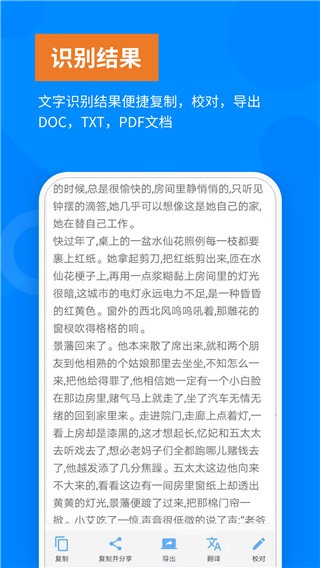 识别结果
文字识别结果便捷复制，校对，导出
DOC，TXT，PDF文档
的时候,总是很愉快的,房间里静悄悄的,只听见
钟摆的滴答,她几乎可以想像这是她自己的家,
她在替自己工作。
快过年了,桌上的一盆水仙花照例每一枝都要
裹上红纸。她拿起剪刀,把红纸剪出来,匝在水
仙花梗子上,再用一点浆糊黏上房间里的灯光
很暗,这城市的电灯永远电力不足,是一种昏昏
的红黄色。窗外的西北风呜呜吼着,那雕花的
窗棂吹得格格的响。
景藩回来了。他本来散了席出来,就和两个朋
友到他相熟的个姑娘那里去坐坐,不知怎么一
来,把他给得罪了,他相信她一定有一个小白脸
在那边房里,赌气马上就走了,坐了汽车无情无
绪的回到家里来。走进院门,走廊上点着灯,一
看上房却是漆黑的,这才想起来,忆妃和五太太
去听戏去了,想必老妈子们全都跑哪儿赌钱去
了,他越发添了几分焦躁。五太太这边他向来
不大来的,看看这边有一间房里窗纸上却透出
黄黄的灯光,景藩便踱了过来,把那棉门帘一
掀。小艾吃了一惊,声音很低微的说了声:“老爷
复制
复制并分享
导出
翻译
校对